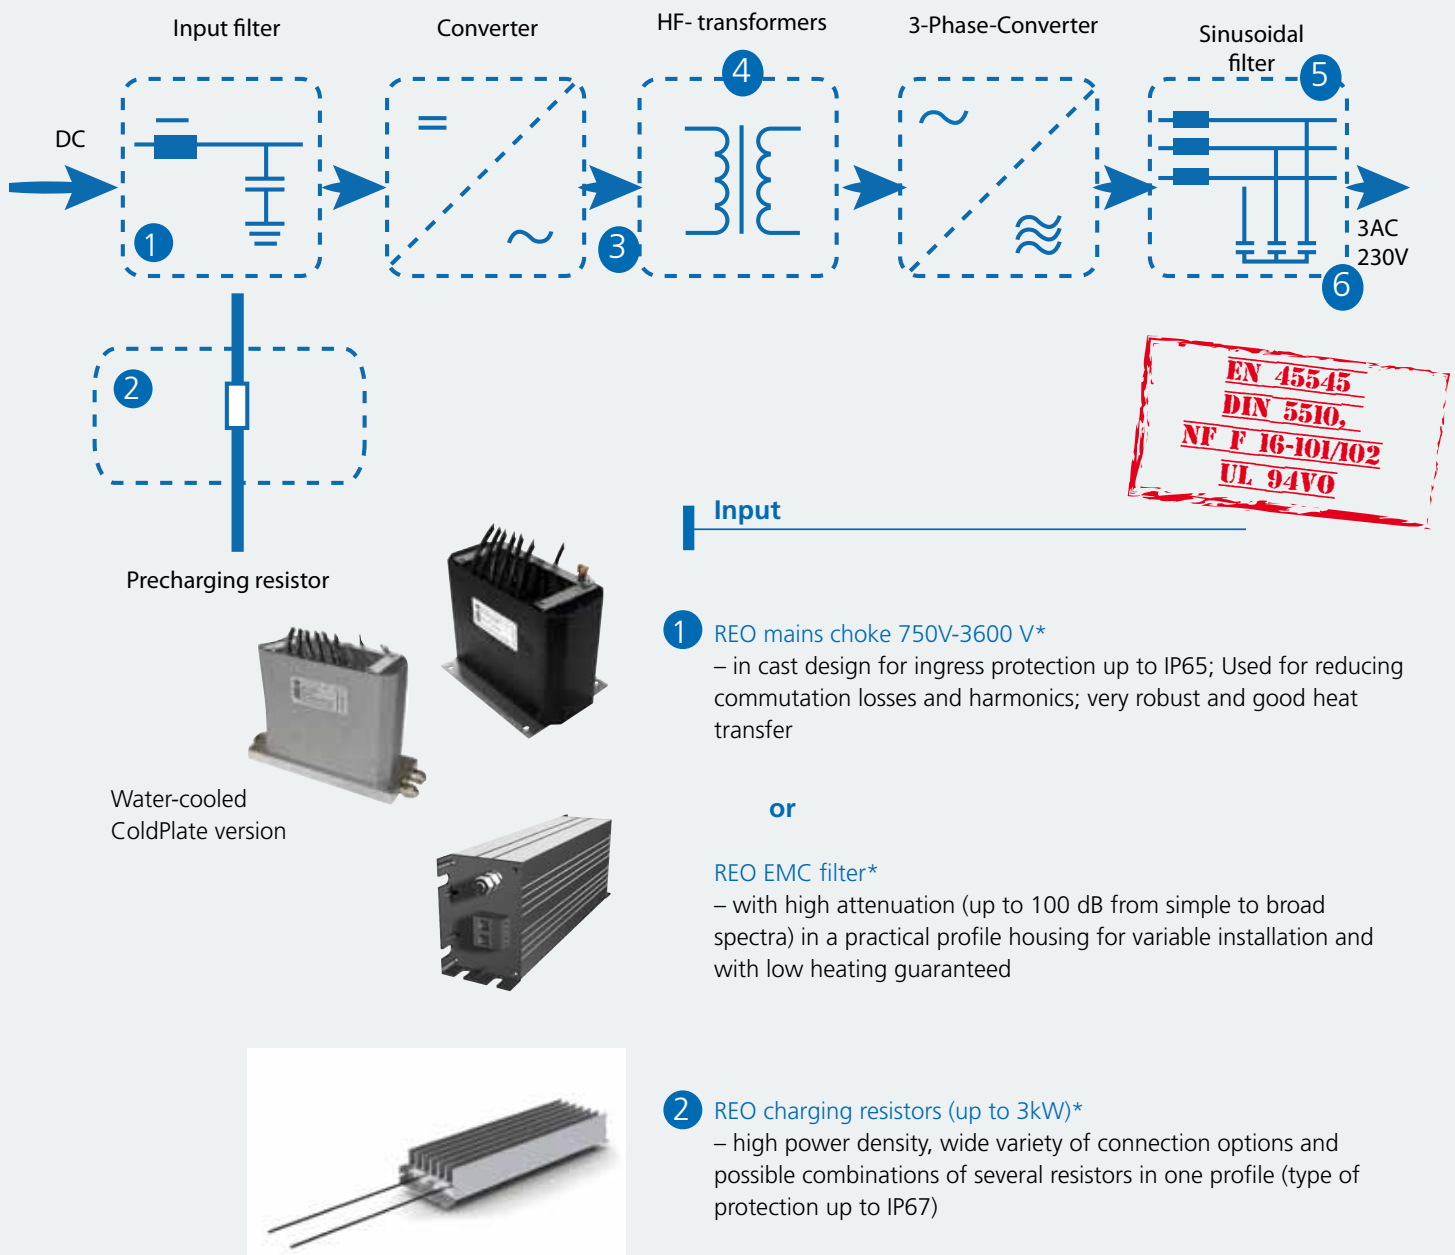 Input filter
Converter
HF- transformers
3-Phase-Converter
Sinusoidal
filter
4
5
DC
1
3
3AC
230V
6
2
EN 45545
DIN 5510,
NF F 16-101/102
UL 94V0
Input
Precharging resistor
1 REO mains choke 750V-3600 V*
– in cast design for ingress protection up to IP65; Used for reducing
commutation losses and harmonics; very robust and good heat
transfer
Water-cooled
ColdPlate version
or
REO EMC filter*
– with high attenuation (up to 100 dB from simple to broad
spectra) in a practical profile housing for variable installation and
with low heating guaranteed
2 REO charging resistors (up to 3kW)*
– high power density, wide variety of connection options and
possible combinations of several resistors in one profile (type of
protection up to IP67)